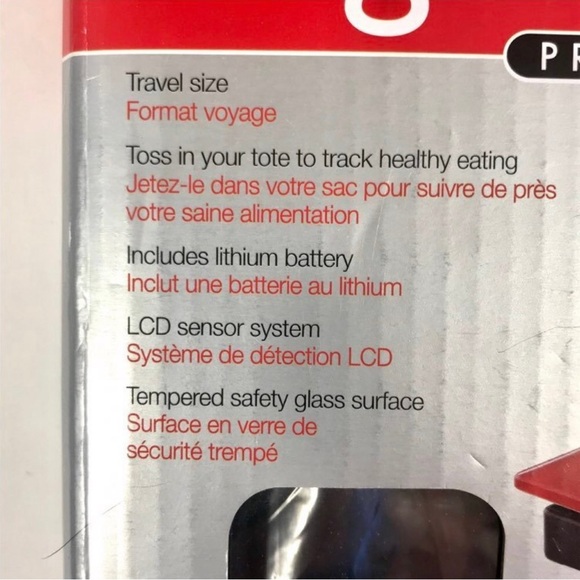 PR
Travel size
Format voyage
Toss in your tote to track healthy eating
Jetez-le dans votre sac pour suivre de près
votre saine alimentation
Includes lithium battery
Inclut une batterie au lithium
LCD sensor system
Système de détection LCD
Tempered safety glass surface
Surface en verre de
sécurité trempé